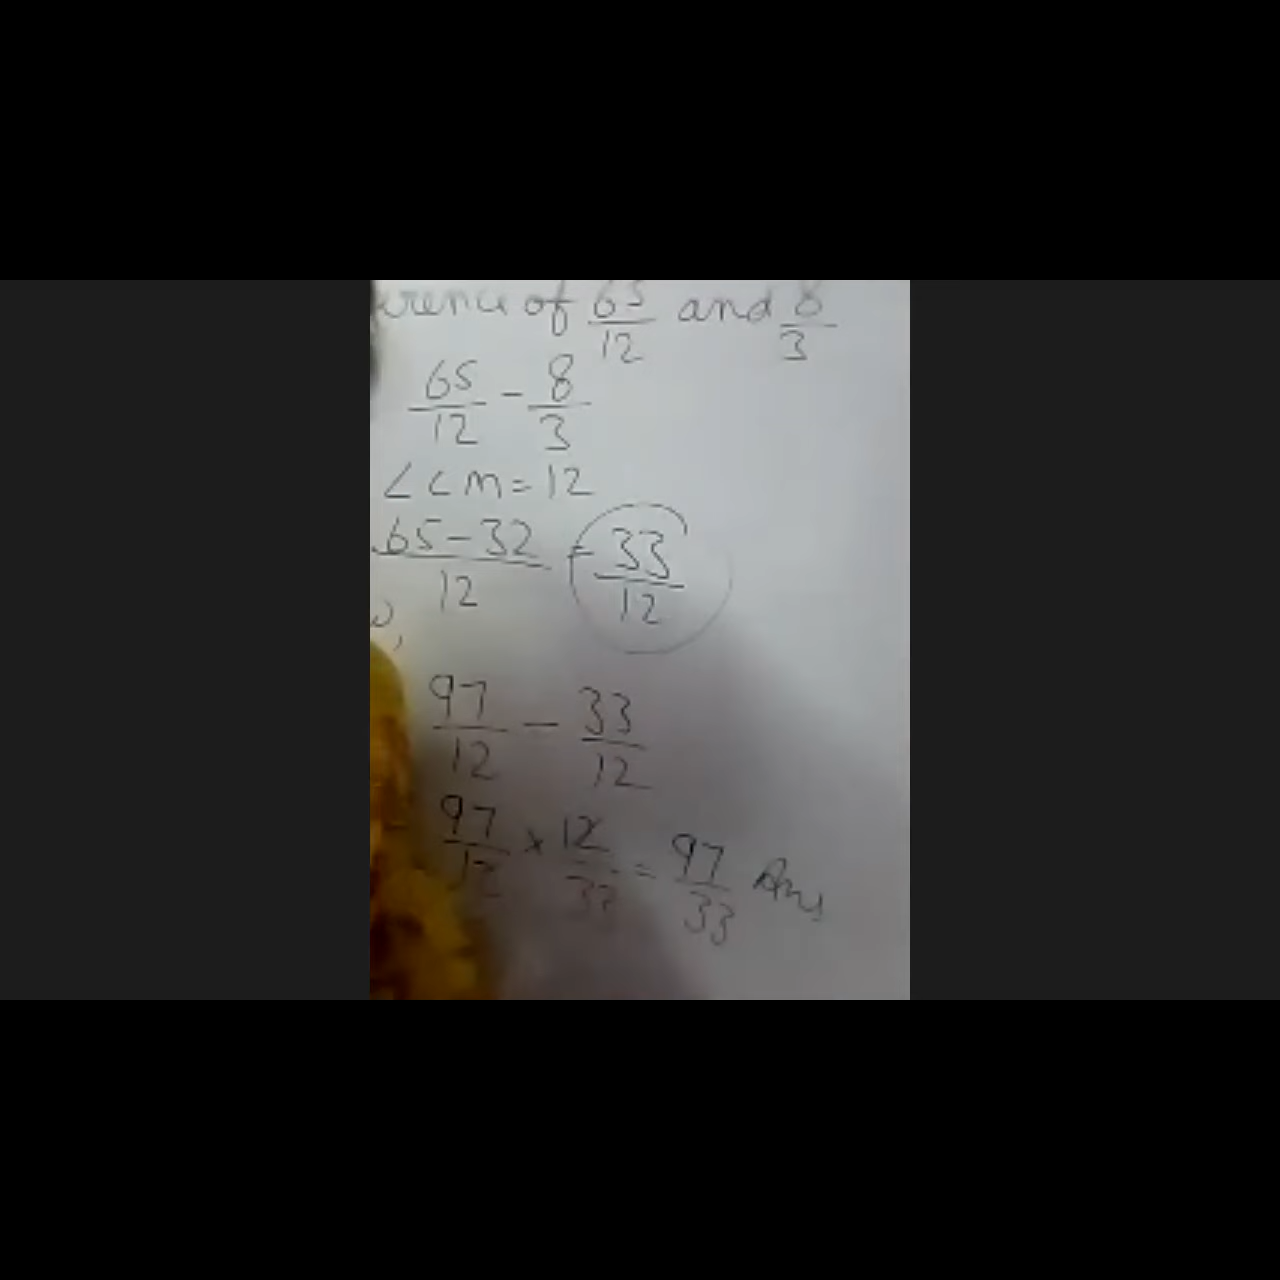 erence of 65/12 and 8/3
65/12 - 8/3
LCM = 12
65-32/12 = 33/12
,
97/12 - 33/12
97/12 × 12/33 = 97/33 Ans